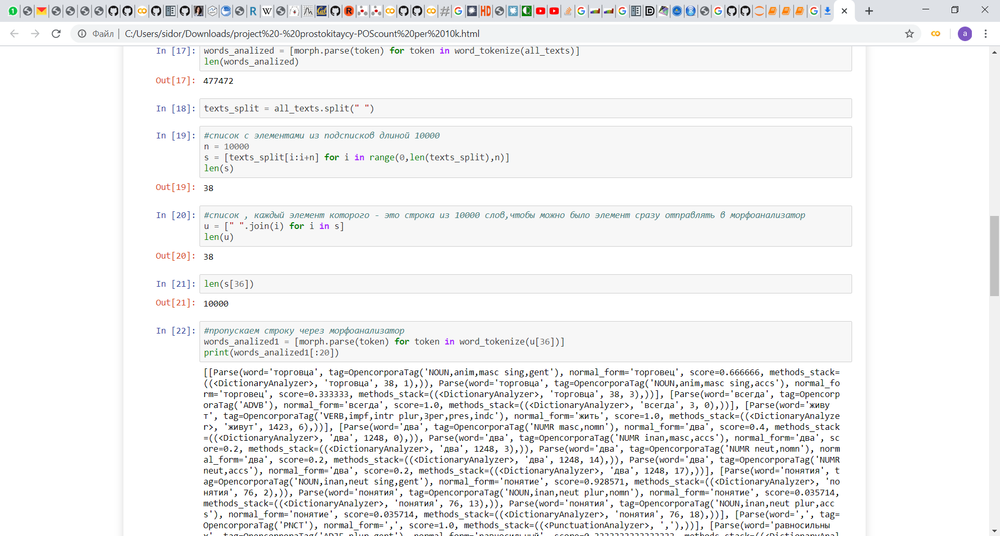 Файл | C:/Users/sidor/Downloads/project%20-%20prostokitaycy-POScount%20per%2010k.html
a
In [17]: words_analized = [morph.parse(token) for token in word_tokenize(all_texts)]
len(words_analized)
Out[17]: 477472
In [18]: texts_split = all_texts.split(" ")
In [19]: #список с элементами из подсписков длиной 10000
n = 10000
s = [texts_split[i:i+n] for i in range(0,len(texts_split),n)]
len(s)
Out[19]: 38
In [20]: #список , каждый элемент которого - это строка из 10000 слов,чтобы можно было элемент сразу отправлять в морфоанализатор
u = [" ".join(i) for i in s]
len(u)
Out[20]: 38
In [21]: len(s[36])
Out[21]: 10000
In [22]: #пропускаем строку через морфоанализатор
words_analized1 = [morph.parse(token) for token in word_tokenize(u[36])]
print(words_analized1[:20])
[[Parse(word='торговца', tag=OpencorporaTag('NOUN,anim,masc sing,gent'), normal_form='торговец', score=0.666666, methods_stack=
((<DictionaryAnalyzer>, 'торговца', 38, 1),)), Parse(word='торговца', tag=OpencorporaTag('NOUN,anim,masc sing,accs'), normal_fo
rm='торговец', score=0.333333, methods_stack=((<DictionaryAnalyzer>, 'торговца', 38, 3),))], [Parse(word='всегда', tag=Opencorp
oraTag('ADVB'), normal_form='всегда', score=1.0, methods_stack=((<DictionaryAnalyzer>, 'всегда', 3, 0),))], [Parse(word='живу
т', tag=OpencorporaTag('VERB,impf,intr plur,3per,pres,indc'), normal_form='жить', score=1.0, methods_stack=((<DictionaryAnalyze
r>, 'живут', 1423, 6),))], [Parse(word='два', tag=OpencorporaTag('NUMR masc,nomn'), normal_form='два', score=0.4, methods_stack
=((<DictionaryAnalyzer>, 'два', 1248, 0),)), Parse(word='два', tag=OpencorporaTag('NUMR inan,masc,accs'), normal_form='два', sc
ore=0.2, methods_stack=((<DictionaryAnalyzer>, 'два', 1248, 3),)), Parse(word='два', tag=OpencorporaTag('NUMR neut,nomn'), norm
al_form='два', score=0.2, methods_stack=((<DictionaryAnalyzer>, 'два', 1248, 14),)), Parse(word='два', tag=OpencorporaTag('NUMR
neut,accs'), normal_form='два', score=0.2, methods_stack=((<DictionaryAnalyzer>, 'два', 1248, 17),))], [Parse(word='понятия', t
ag=OpencorporaTag('NOUN,inan,neut sing,gent'), normal_form='понятие', score=0.928571, methods_stack=((<DictionaryAnalyzer>, 'по
нятия', 76, 2),)), Parse(word='понятия', tag=OpencorporaTag('NOUN,inan,neut plur,nomn'), normal_form='понятие', score=0.035714,
methods_stack=((<DictionaryAnalyzer>, 'понятия', 76, 13),)), Parse(word='понятия', tag=OpencorporaTag('NOUN,inan,neut plur,acc
s'), normal_form='понятие', score=0.035714, methods_stack=((<DictionaryAnalyzer>, 'понятия', 76, 18),))], [Parse(word=',', tag=
OpencorporaTag('PNCT'), normal_form=',', score=1.0, methods_stack=((<PunctuationAnalyzer>, ','),))], [Parse(word='равносильны
х', tag=OpencorporaTag('ADJF plur,gent'), normal_form='равносильный', score=0.3333333333333333, methods_stack=((<DictionaryAnal